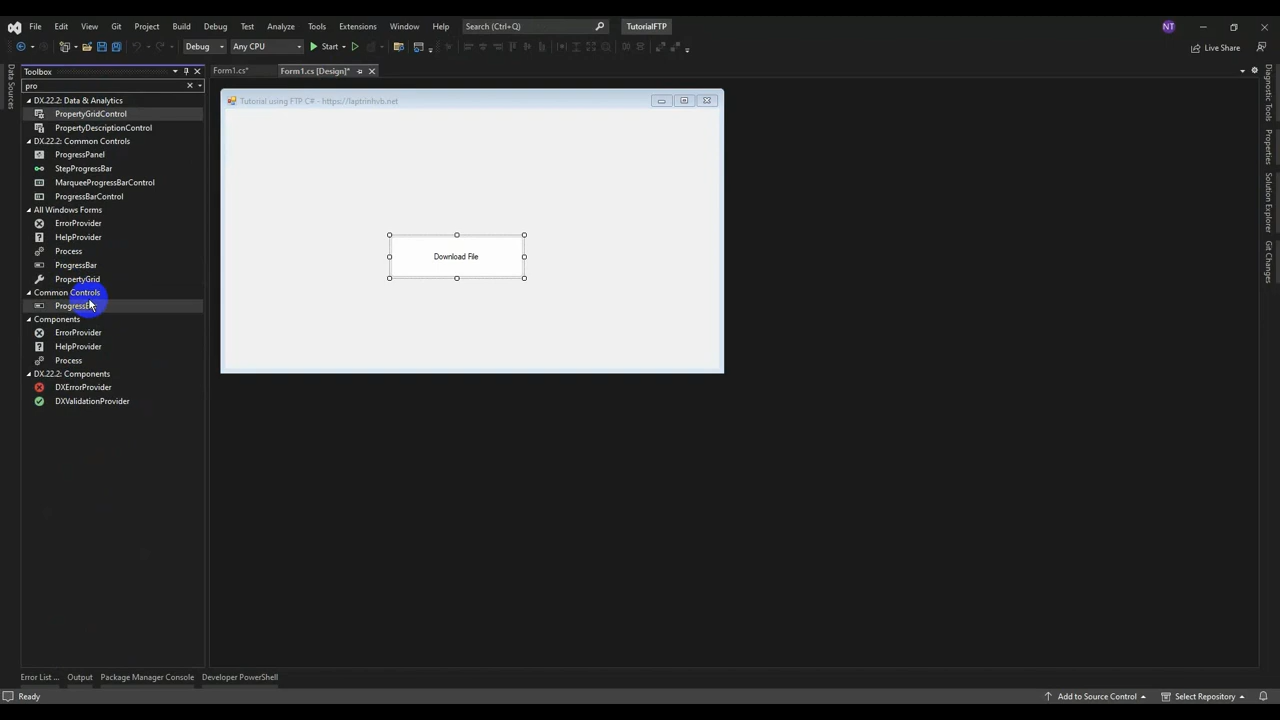 File Edit View Git Project Build Debug Test Analyze Tools Extensions Window Help Search (Ctrl+Q) TutorialFTP NT
Debug Any CPU Start Live Share
Toolbox
pro
DX.22.2: Data & Analytics
PropertyGridControl
PropertyDescriptionControl
DX.22.2: Common Controls
ProgressPanel
StepProgressBar
MarqueeProgressBarControl
ProgressBarControl
All Windows Forms
ErrorProvider
HelpProvider
Process
ProgressBar
PropertyGrid
Common Controls
ProgressBar
Components
ErrorProvider
HelpProvider
Process
DX.22.2: Components
DXErrorProvider
DXValidationProvider
Data Sources
Form1.cs* Form1.cs [Design]*
Tutorial using FTP C# - https://laptrinhvb.net
Download File
Diagnostic Tools
Properties
Solution Explorer
Git Changes
Error List ... Output Package Manager Console Developer PowerShell
Ready Add to Source Control Select Repository